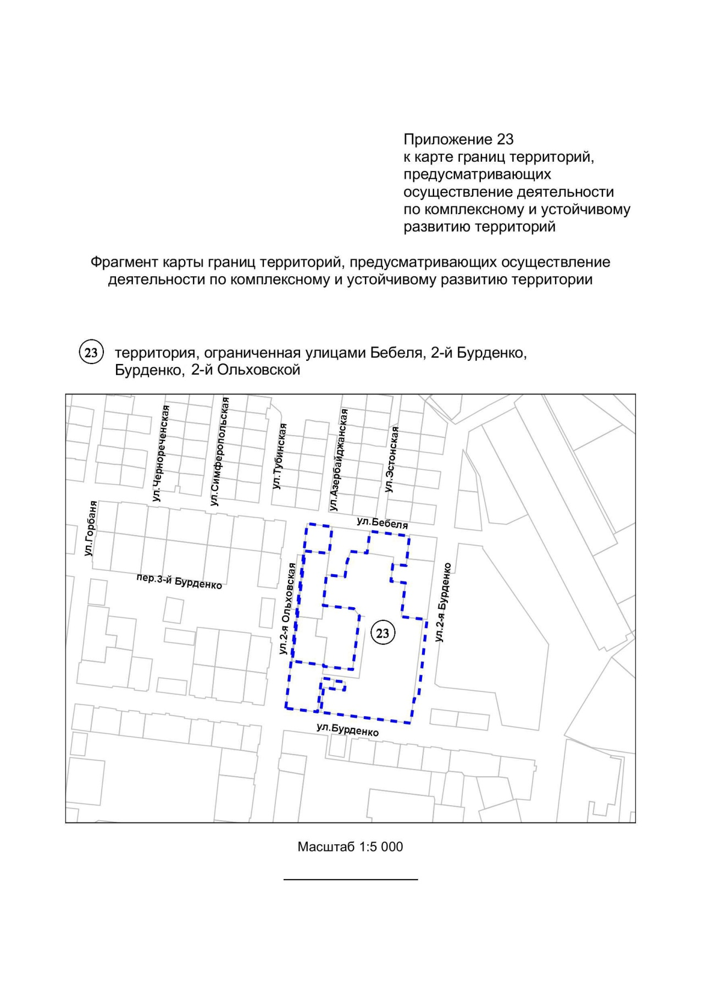 Приложение 23
к карте границ территорий,
предусматривающих
осуществление деятельности
по комплексному и устойчивому
развитию территорий
Фрагмент карты границ территорий, предусматривающих осуществление
деятельности по комплексному и устойчивому развитию территории
23 территория, ограниченная улицами Бебеля, 2-й Бурденко,
Бурденко, 2-й Ольховской
ул.Чернореченская
ул.Симферопольская
ул.Тубинская
ул.Азербайджанская
ул.Эстонская
ул.Горбаня
ул.Бебеля
пер.3-й Бурденко
ул.2-я Ольховская
ул.2-я Бурденко
23
ул.Бурденко
Масштаб 1:5 000